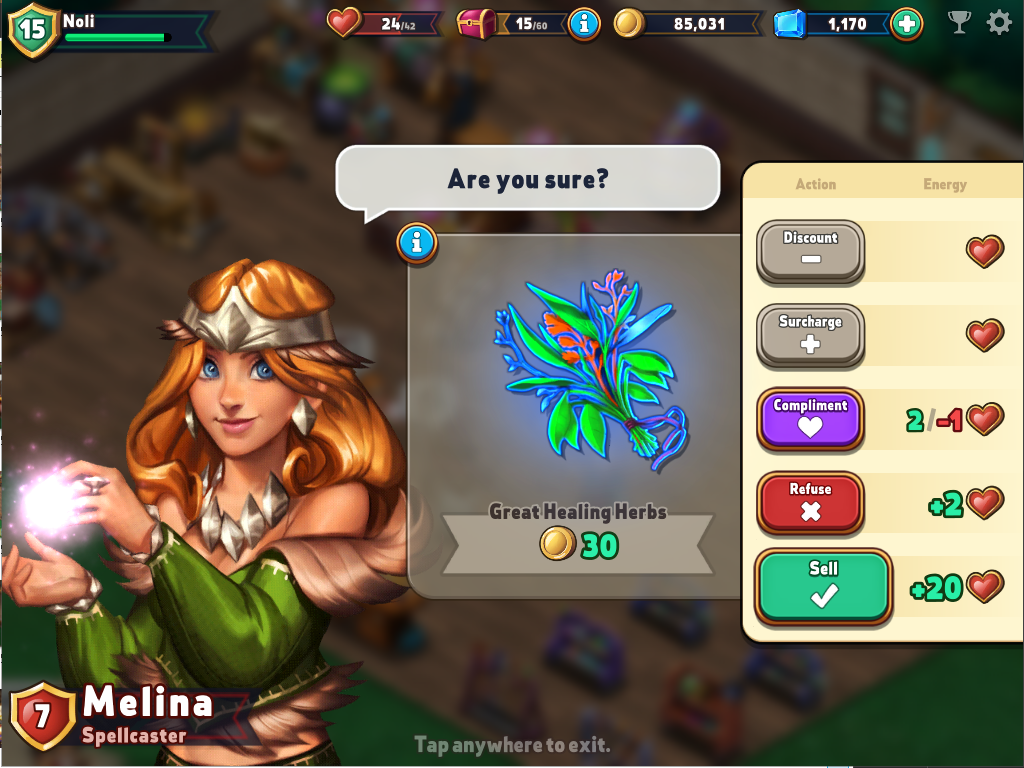 15 Noli 24/42 15/60 85,031 1,170
Are you sure?
Action Energy
Discount
Surcharge
Compliment 2/-1
Refuse +2
Great Healing Herbs
30
Sell +20
7 Melina
Spellcaster
Tap anywhere to exit.